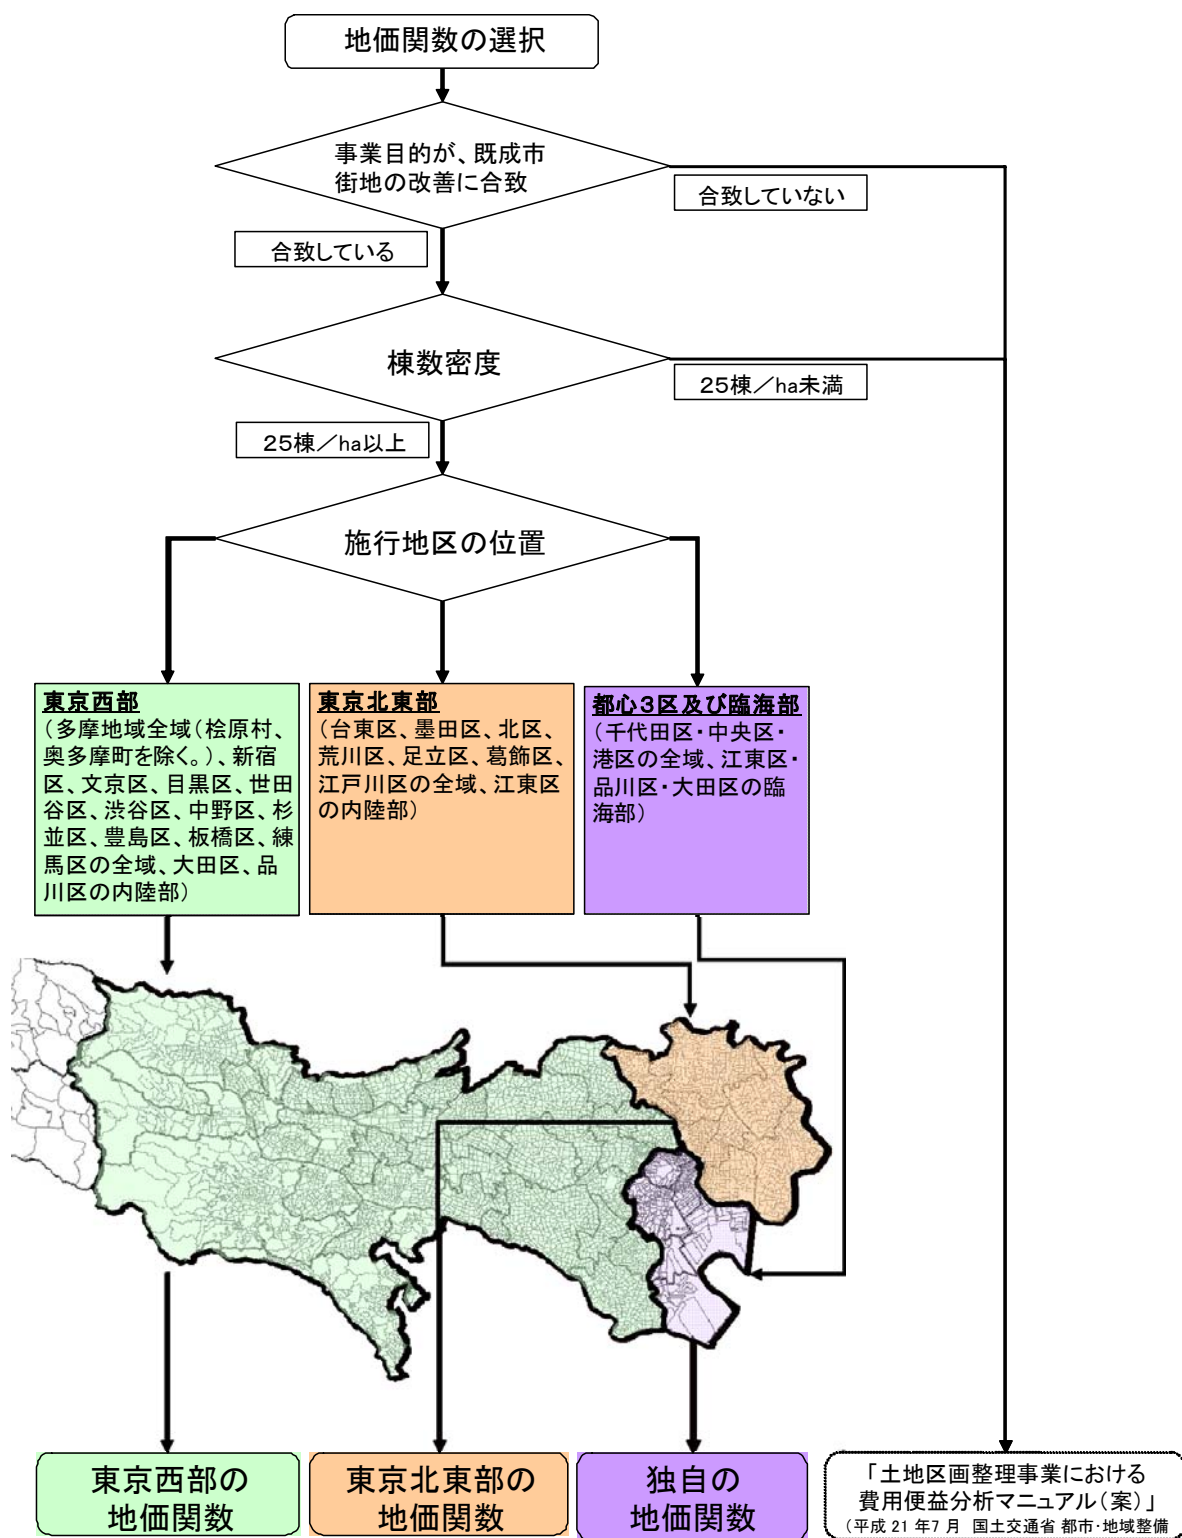 地価関数の選択
事業目的が、既成市
街地の改善に合致
合致していない
合致している
棟数密度
25棟／ha未満
25棟／ha以上
施行地区の位置
東京西部
（多摩地域全域（桧原村、
奥多摩町を除く。）、新宿
区、文京区、目黒区、世田
谷区、渋谷区、中野区、杉
並区、豊島区、板橋区、練
馬区の全域、大田区、品
川区の内陸部）
東京北東部
（台東区、墨田区、北区、
荒川区、足立区、葛飾区、
江戸川区の全域、江東区
の内陸部）
都心3区及び臨海部
（千代田区・中央区・
港区の全域、江東区・
品川区・大田区の臨
海部）
東京西部の
地価関数
東京北東部の
地価関数
独自の
地価関数
「土地区画整理事業における
費用便益分析マニュアル（案）」
（平成 21 年7月 国土交通省 都市・地域整備